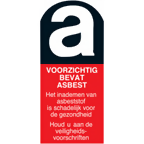 a
VOORZICHTIG
BEVAT
ASBEST
Het inademen van
asbeststof
is schadelijk voor
de gezondheid
Houd u aan de
veiligheids-
voorschriften